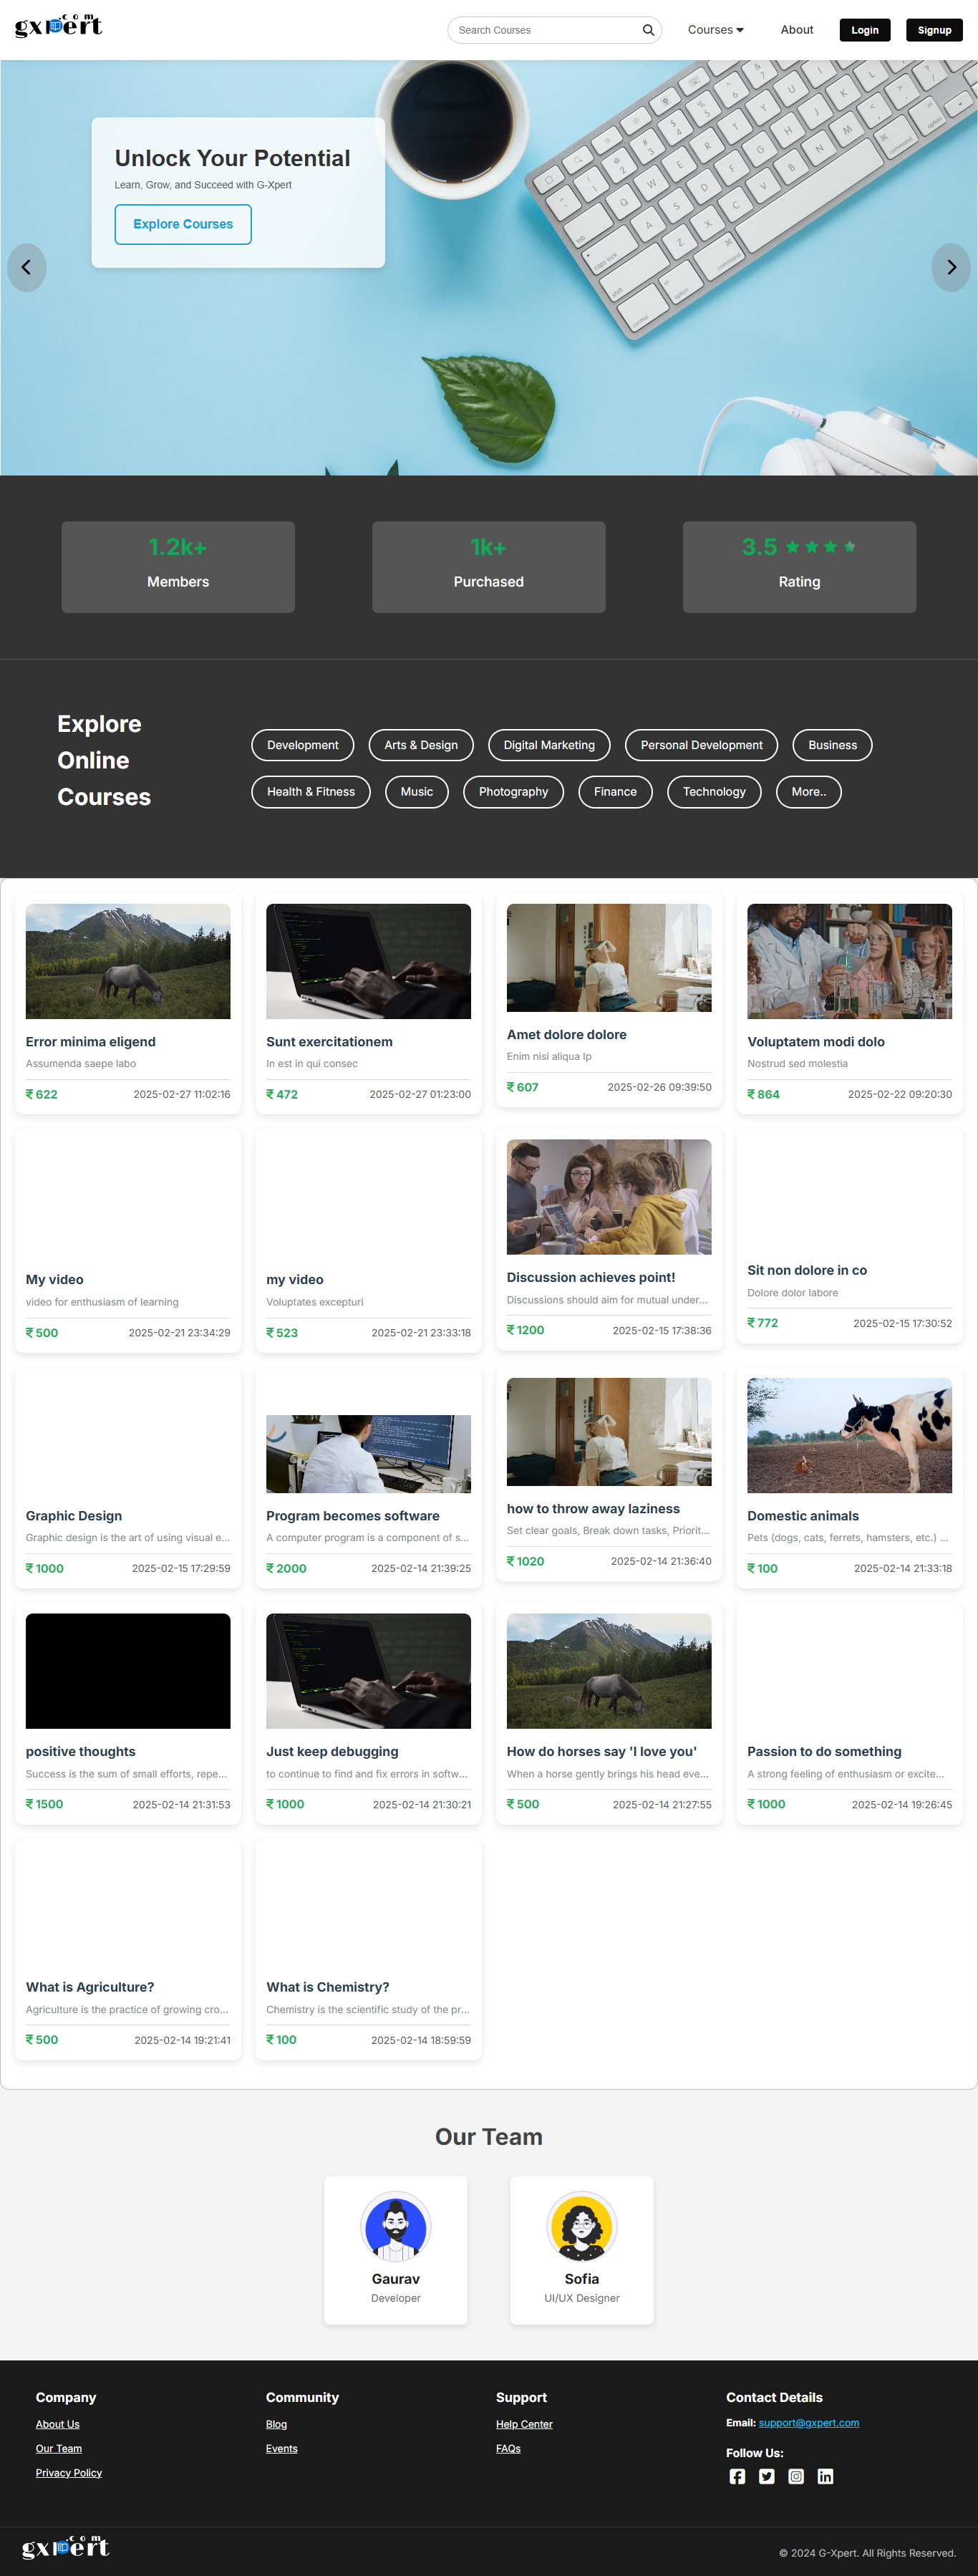 gxpert
.com
Search Courses
Courses
About
Login
Signup
Unlock Your Potential
Learn, Grow, and Succeed with G-Xpert
Explore Courses
1.2k+
Members
1k+
Purchased
3.5
Rating
Explore
Online
Courses
Development
Arts & Design
Digital Marketing
Personal Development
Business
Health & Fitness
Music
Photography
Finance
Technology
More..
Error minima eligend
Assumenda saepe labo
₹ 622
2025-02-27 11:02:16
Sunt exercitationem
In est in qui consec
₹ 472
2025-02-27 01:23:00
Amet dolore dolore
Enim nisi aliqua Ip
₹ 607
2025-02-26 09:39:50
Voluptatem modi dolo
Nostrud sed molestia
₹ 864
2025-02-22 09:20:30
My video
video for enthusiasm of learning
₹ 500
2025-02-21 23:34:29
my video
Voluptates excepturi
₹ 523
2025-02-21 23:33:18
Discussion achieves point!
Discussions should aim for mutual under...
₹ 1200
2025-02-15 17:38:36
Sit non dolore in co
Dolore dolor labore
₹ 772
2025-02-15 17:30:52
Graphic Design
Graphic design is the art of using visual e...
₹ 1000
2025-02-15 17:29:59
Program becomes software
A computer program is a component of s...
₹ 2000
2025-02-14 21:39:25
how to throw away laziness
Set clear goals, Break down tasks, Priorit...
₹ 1020
2025-02-14 21:36:40
Domestic animals
Pets (dogs, cats, ferrets, hamsters, etc.) ...
₹ 100
2025-02-14 21:33:18
positive thoughts
Success is the sum of small efforts, repe...
₹ 1500
2025-02-14 21:31:53
Just keep debugging
to continue to find and fix errors in softw...
₹ 1000
2025-02-14 21:30:21
How do horses say 'I love you'
When a horse gently brings his head eve...
₹ 500
2025-02-14 21:27:55
Passion to do something
A strong feeling of enthusiasm or excite...
₹ 1000
2025-02-14 19:26:45
What is Agriculture?
Agriculture is the practice of growing cro...
₹ 500
2025-02-14 19:21:41
What is Chemistry?
Chemistry is the scientific study of the pr...
₹ 100
2025-02-14 18:59:59
Our Team
Gaurav
Developer
Sofia
UI/UX Designer
Company
About Us
Our Team
Privacy Policy
Community
Blog
Events
Support
Help Center
FAQs
Contact Details
Email: support@gxpert.com
Follow Us:
gxpert
.com
© 2024 G-Xpert. All Rights Reserved.